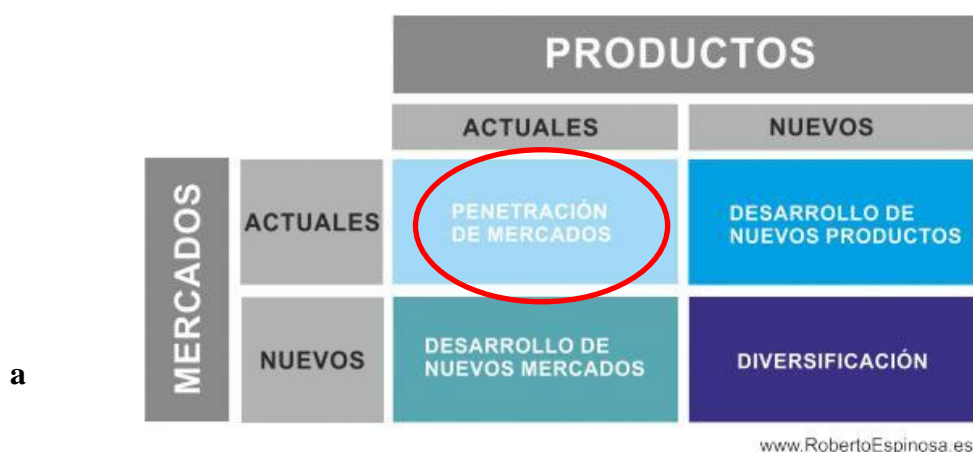 PRODUCTOS
ACTUALES NUEVOS
MERCADOS
ACTUALES
PENETRACIÓN
DE MERCADOS
DESARROLLO DE
NUEVOS PRODUCTOS
NUEVOS
DESARROLLO DE
NUEVOS MERCADOS
DIVERSIFICACIÓN
a
www.RobertoEspinosa.es